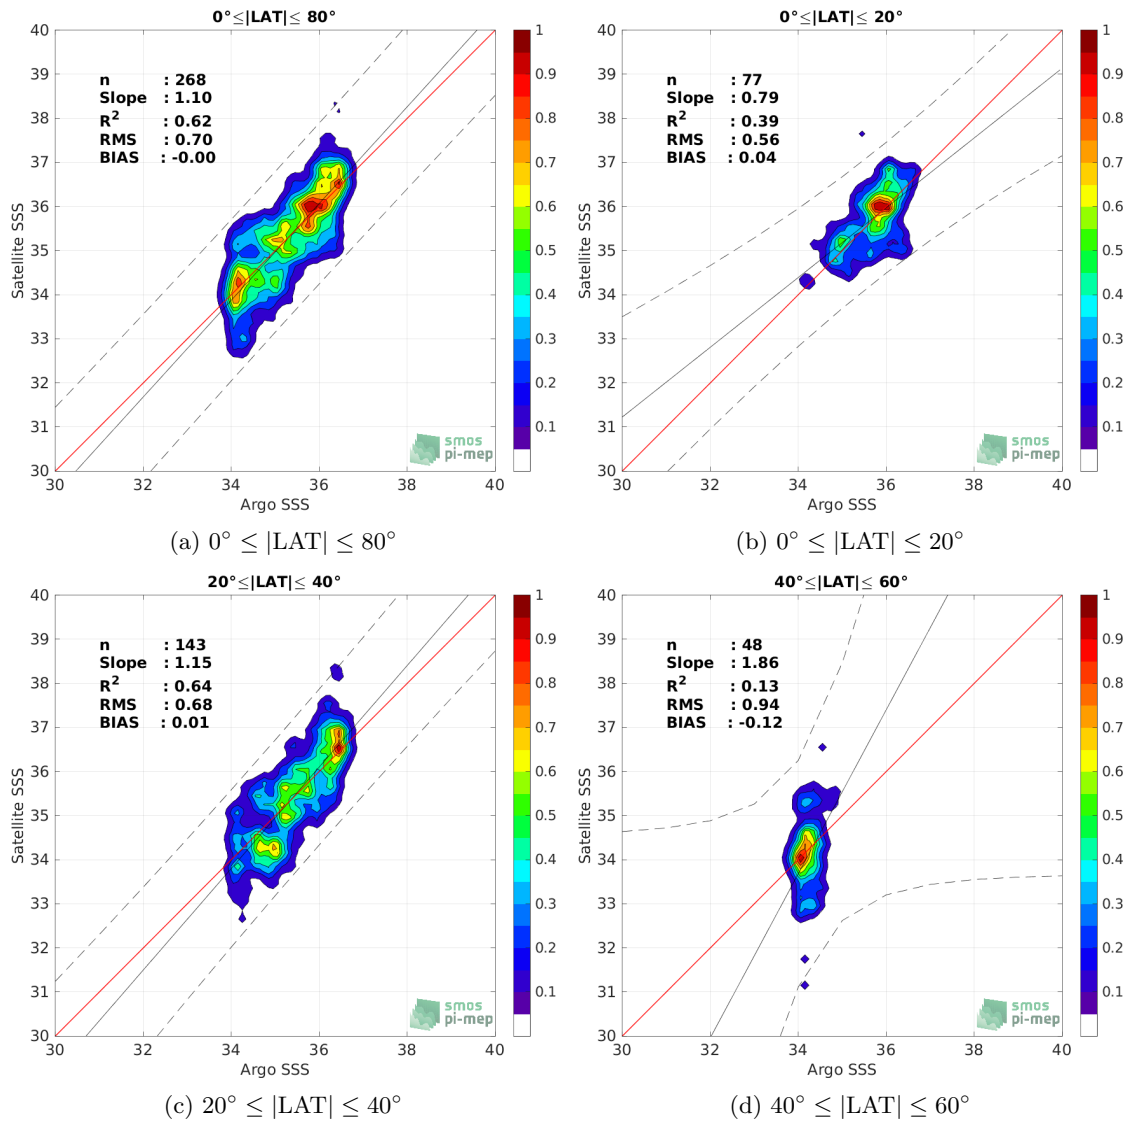 0°≤|LAT|≤ 80°
40
39
38
37
36
35
34
33
32
31
30
Satellite SSS
n : 268
Slope : 1.10
R² : 0.62
RMS : 0.70
BIAS : -0.00
smos
pi-mep
30 32 34 36 38 40
Argo SSS
1
0.9
0.8
0.7
0.6
0.5
0.4
0.3
0.2
0.1
(a) 0° ≤ |LAT| ≤ 80°
0°≤|LAT|≤ 20°
40
39
38
37
36
35
34
33
32
31
30
Satellite SSS
n : 77
Slope : 0.79
R² : 0.39
RMS : 0.56
BIAS : 0.04
smos
pi-mep
30 32 34 36 38 40
Argo SSS
1
0.9
0.8
0.7
0.6
0.5
0.4
0.3
0.2
0.1
(b) 0° ≤ |LAT| ≤ 20°
20°≤|LAT|≤ 40°
40
39
38
37
36
35
34
33
32
31
30
Satellite SSS
n : 143
Slope : 1.15
R² : 0.64
RMS : 0.68
BIAS : 0.01
smos
pi-mep
30 32 34 36 38 40
Argo SSS
1
0.9
0.8
0.7
0.6
0.5
0.4
0.3
0.2
0.1
(c) 20° ≤ |LAT| ≤ 40°
40°≤|LAT|≤ 60°
40
39
38
37
36
35
34
33
32
31
30
Satellite SSS
n : 48
Slope : 1.86
R² : 0.13
RMS : 0.94
BIAS : -0.12
smos
pi-mep
30 32 34 36 38 40
Argo SSS
1
0.9
0.8
0.7
0.6
0.5
0.4
0.3
0.2
0.1
(d) 40° ≤ |LAT| ≤ 60°